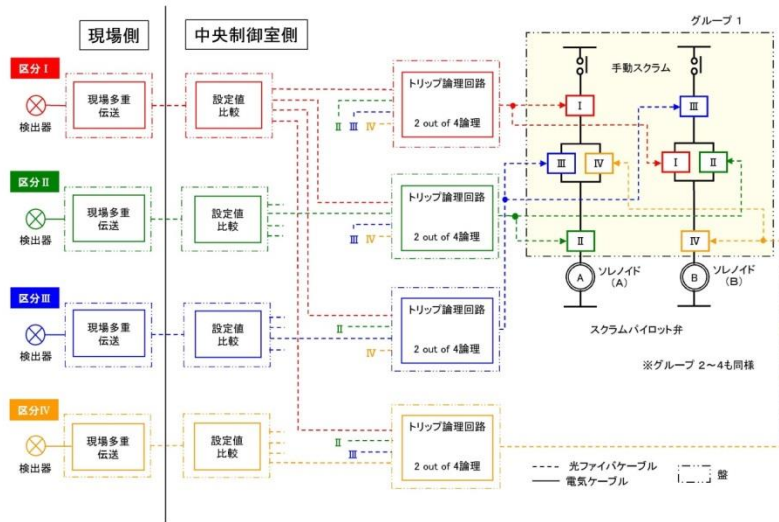 現場側
中央制御室側
グループ 1
区分Ⅰ
検出器
現場多重
伝送
設定値
比較
トリップ論理回路
2 out of 4論理
Ⅱ
Ⅲ
Ⅳ
手動スクラム
Ⅰ
Ⅲ
Ⅲ
Ⅳ
Ⅰ
Ⅱ
Ⅱ
Ⅳ
A
ソレノイド
(A)
B
ソレノイド
(B)
スクラムパイロット弁
※グループ 2～4も同様
区分Ⅱ
検出器
現場多重
伝送
設定値
比較
トリップ論理回路
2 out of 4論理
Ⅲ
Ⅳ
区分Ⅲ
検出器
現場多重
伝送
設定値
比較
トリップ論理回路
2 out of 4論理
Ⅱ
Ⅳ
区分Ⅳ
検出器
現場多重
伝送
設定値
比較
トリップ論理回路
2 out of 4論理
Ⅱ
Ⅲ
光ファイバケーブル
電気ケーブル
盤